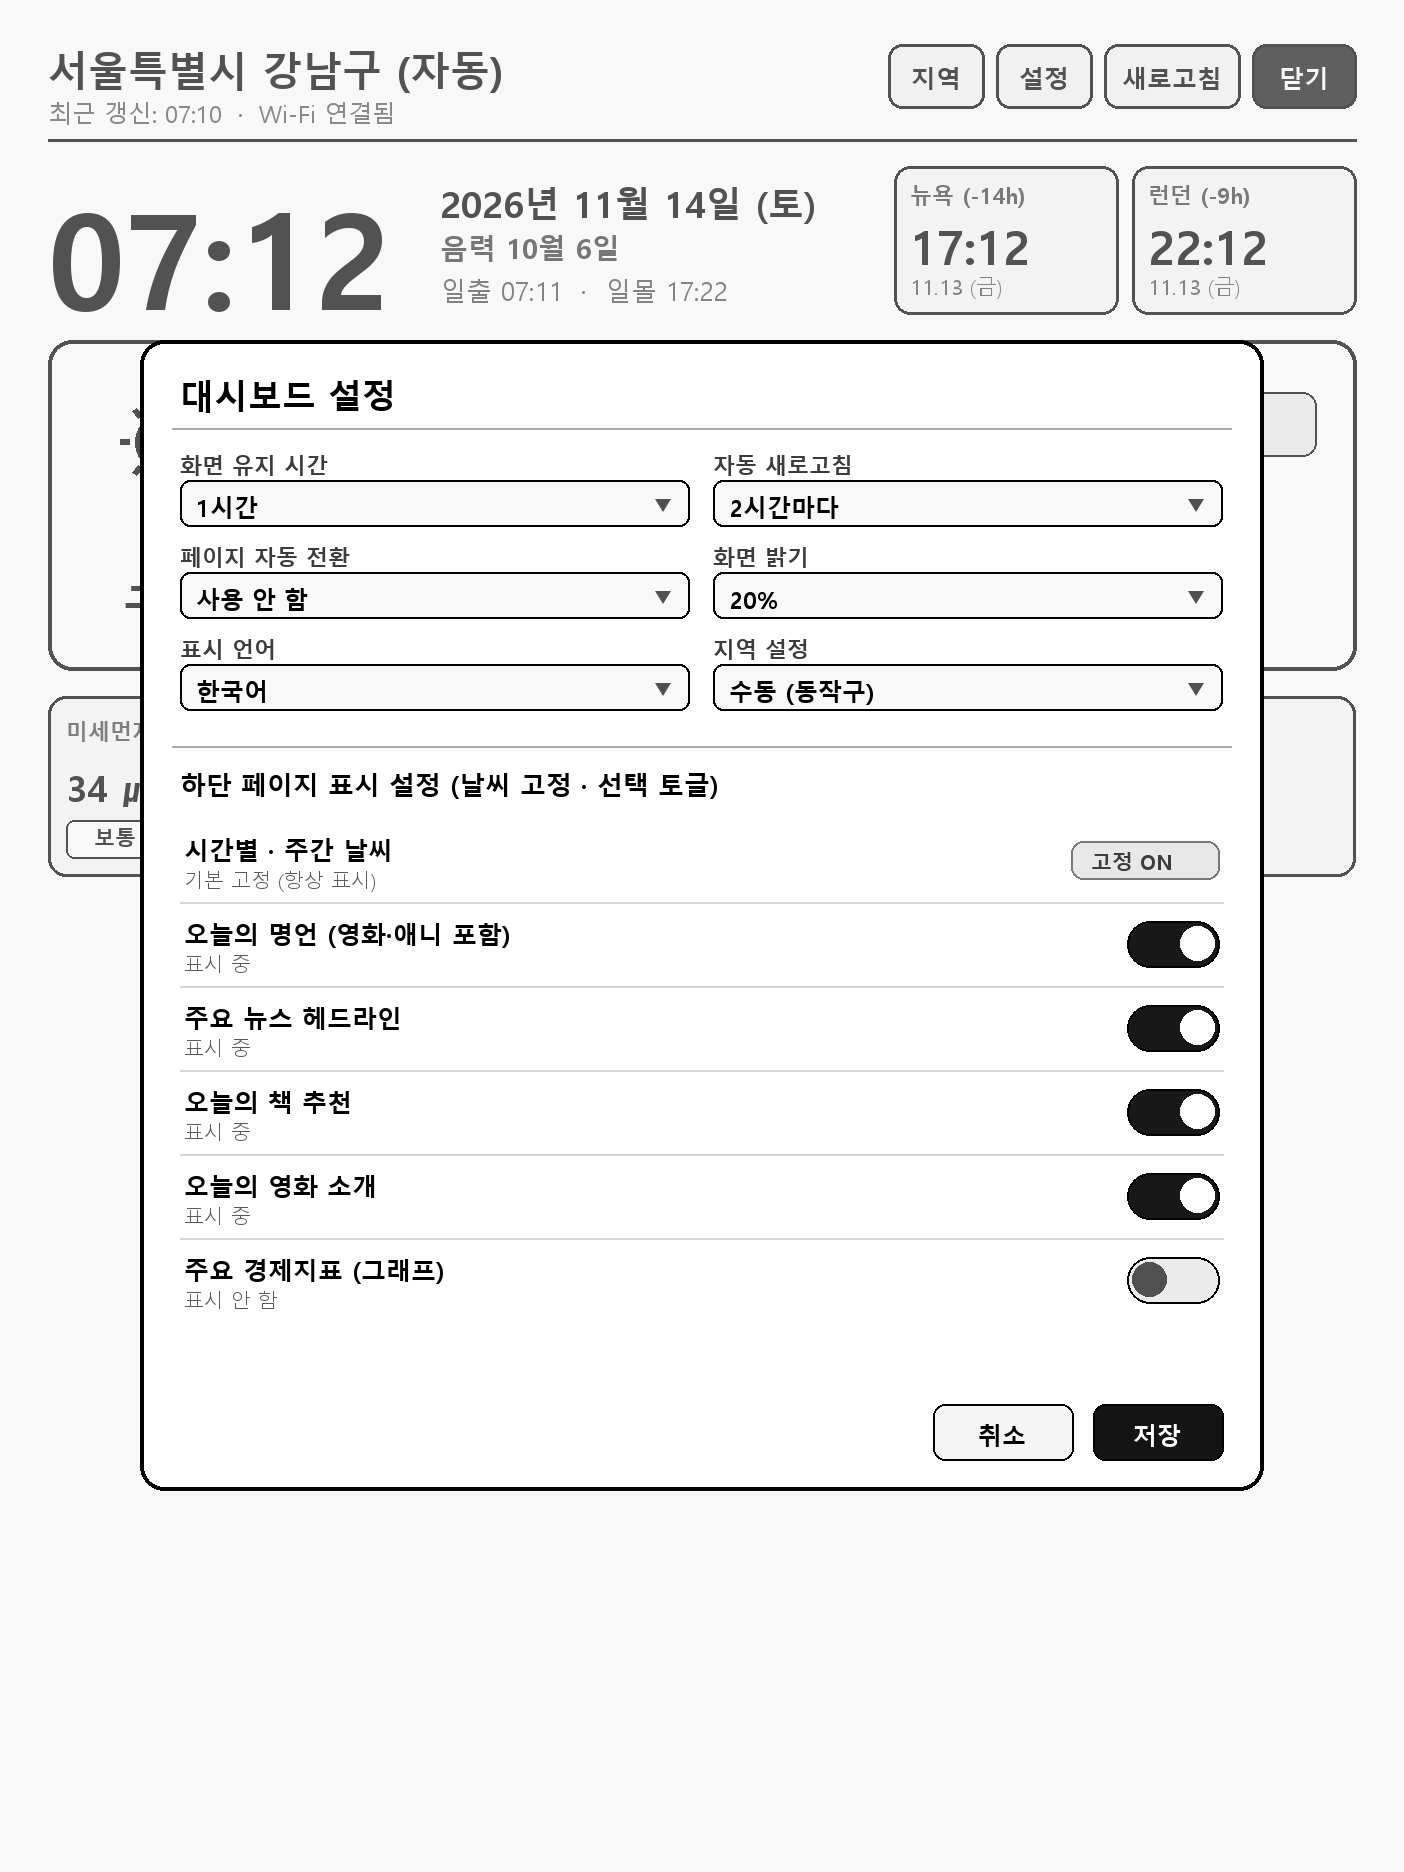 서울특별시 강남구 (자동)
최근 갱신: 07:10 · Wi-Fi 연결됨
지역
설정
새로고침
닫기
07:12
2026년 11월 14일 (토)
음력 10월 6일
일출 07:11 · 일몰 17:22
뉴욕 (-14h)
17:12
11.13 (금)
런던 (-9h)
22:12
11.13 (금)
미세먼지
34 µ
보통
대시보드 설정
화면 유지 시간
1시간
자동 새로고침
2시간마다
페이지 자동 전환
사용 안 함
화면 밝기
20%
표시 언어
한국어
지역 설정
수동 (동작구)
하단 페이지 표시 설정 (날씨 고정 · 선택 토글)
시간별 · 주간 날씨
기본 고정 (항상 표시)
고정 ON
오늘의 명언 (영화·애니 포함)
표시 중
주요 뉴스 헤드라인
표시 중
오늘의 책 추천
표시 중
오늘의 영화 소개
표시 중
주요 경제지표 (그래프)
표시 안 함
취소
저장